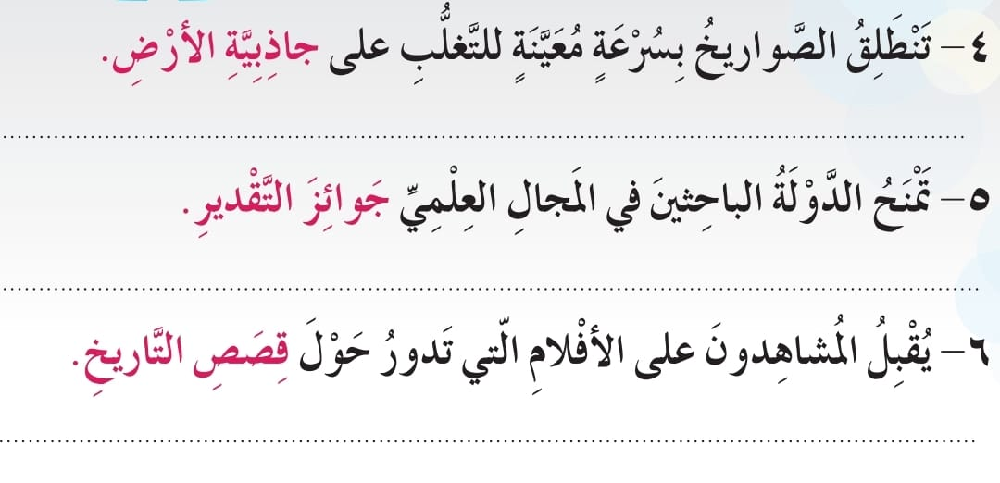 ٤ – تَنْطَلِقُ الصَّواريخُ بِسُرْعَةٍ مُعَيَّنَةٍ للتَّغلُّبِ على جاذِبِيَّةِ الأرْضِ.
٥ – تَمْنَحُ الدَّوْلَةُ الباحِثينَ في المَجالِ العِلْمِيِّ جَوائِزَ التَّقْديرِ.
٦ – يُقْبِلُ المُشاهِدونَ على الأفْلامِ الّتي تَدورُ حَوْلَ قِصَصِ التَّاريخِ.